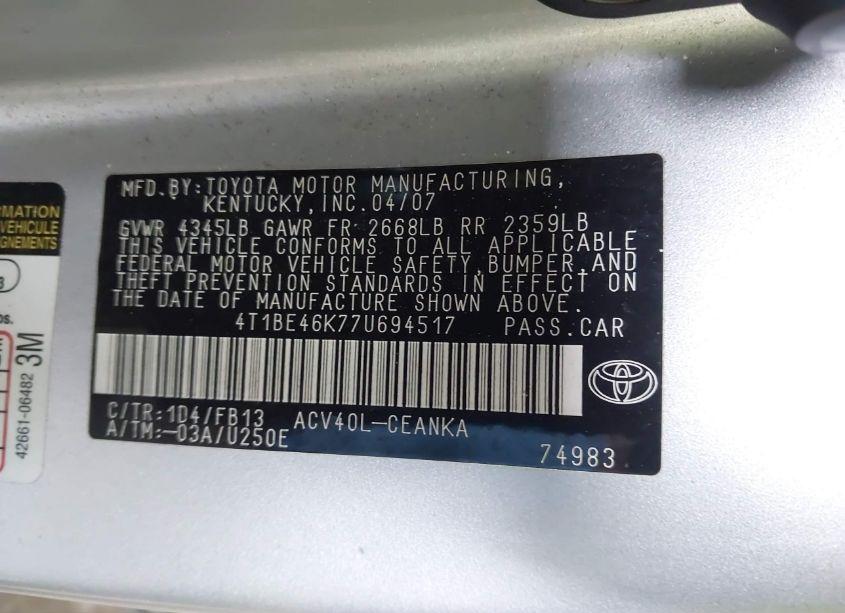 MFD. BY: TOYOTA MOTOR MANUFACTURING,
KENTUCKY, INC. 04/07
GVWR 4345LB GAWR FR 2668LB RR 2359LB
THIS VEHICLE CONFORMS TO ALL APPLICABLE
FEDERAL MOTOR VEHICLE SAFETY, BUMPER, AND
THEFT PREVENTION STANDARDS IN EFFECT ON
THE DATE OF MANUFACTURE SHOWN ABOVE.
4T1BE46K77U694517 PASS. CAR
C/TR: 1D4/FB13 ACV40L-CEANKA
A/TM: -03A/U250E
74983
VEHICULE
42661-06482 3M